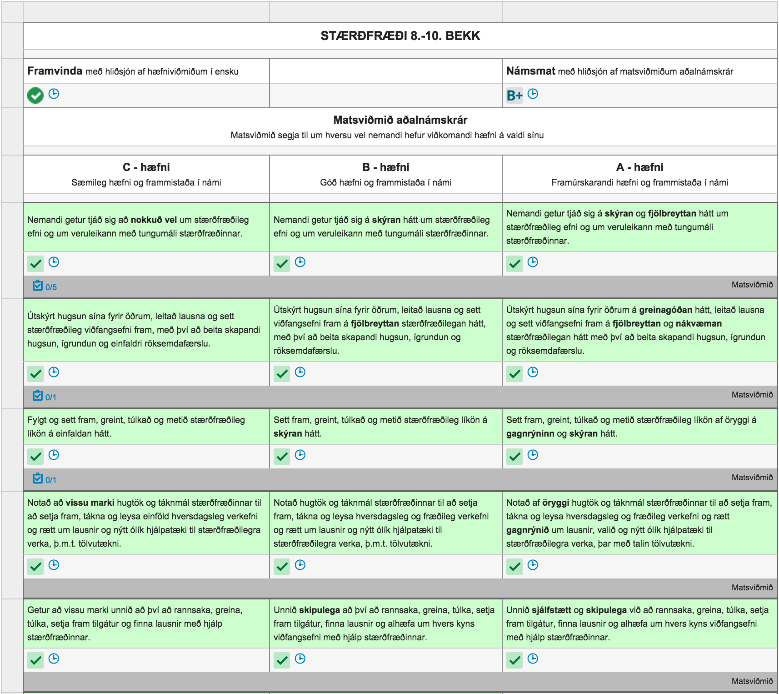 STÆRÐFRÆÐI 8.-10. BEKK
Framvinda með hliðsjón af hæfniviðmiðum í ensku
Námsmat með hliðsjón af matsviðmiðum aðalnámskrár
B+
Matsviðmið aðalnámskrár
Matsviðmið segja til um hversu vel nemandi hefur viðkomandi hæfni á valdi sínu
C - hæfni
Sæmileg hæfni og frammistaða í námi
B - hæfni
Góð hæfni og frammistaða í námi
A - hæfni
Framúrskarandi hæfni og frammistaða í námi
Nemandi getur tjáð sig að nokkuð vel um stærðfræðileg
efni og um veruleikann með tungumáli stærðfræðinnar.
Nemandi getur tjáð sig á skýran hátt um stærðfræðileg
efni og um veruleikann með tungumáli stærðfræðinnar.
Nemandi getur tjáð sig á skýran og fjölbreyttan hátt um
stærðfræðileg efni og um veruleikann með tungumáli
stærðfræðinnar.
0/5
Matsviðmið
Útskýrt hugsun sína fyrir öðrum, leitað lausna og sett
stærðfræðileg viðfangsefni fram, með því að beita skapandi
hugsun, ígrundun og einfaldri röksemdafærslu.
Útskýrt hugsun sína fyrir öðrum, leitað lausna og sett
viðfangsefni fram á fjölbreyttan stærðfræðilegan hátt,
með því að beita skapandi hugsun, ígrundun og
röksemdafærslu.
Útskýrt hugsun sína fyrir öðrum á greinagóðan hátt, leitað lausna
og sett viðfangsefni fram á fjölbreyttan og nákvæman
stærðfræðilegan hátt með því að beita skapandi hugsun, ígrundun
og röksemdafærslu.
0/1
Matsviðmið
Fylgt og sett fram, greint, túlkað og metið stærðfræðileg
líkön á einfaldan hátt.
Sett fram, greint, túlkað og metið stærðfræðileg líkön á
skýran hátt.
Sett fram, greint, túlkað og metið stærðfræðileg líkön af öryggi á
gagnrýninn og skýran hátt.
0/1
Matsviðmið
Notað að vissu marki hugtök og táknmál stærðfræðinnar til
að setja fram, tákna og leysa einföld hversdagsleg verkefni
og rætt um lausnir og nýtt ólík hjálpatæki til stærðfræðilegra
verka, þ.m.t. tölvutækni.
Notað hugtök og táknmál stærðfræðinnar til að setja
fram, tákna og leysa hversdagsleg og fræðileg verkefni
og rætt um lausnir og nýtt ólík hjálpatæki til
stærðfræðilegra verka, þ.m.t. tölvutækni.
Notað af öryggi hugtök og táknmál stærðfræðinnar til að setja fram,
tákna og leysa hversdagsleg og fræðileg verkefni og rætt
gagnrýnið um lausnir, valið og nýtt ólík hjálpatæki til
stærðfræðilegra verka, þar með talin tölvutækni.
Matsviðmið
Getur að vissu marki unnið að því að rannsaka, greina,
túlka, setja fram tilgátur og finna lausnir með hjálp
stærðfræðinnar.
Unnið skipulega að því að rannsaka, greina, túlka, setja
fram tilgátur, finna lausnir og alhæfa um hvers kyns
viðfangsefni með hjálp stærðfræðinnar.
Unnið sjálfstætt og skipulega við að rannsaka, greina, túlka, setja
fram tilgátur, finna lausnir og alhæfa um hvers kyns viðfangsefni
með hjálp stærðfræðinnar.
Matsviðmið